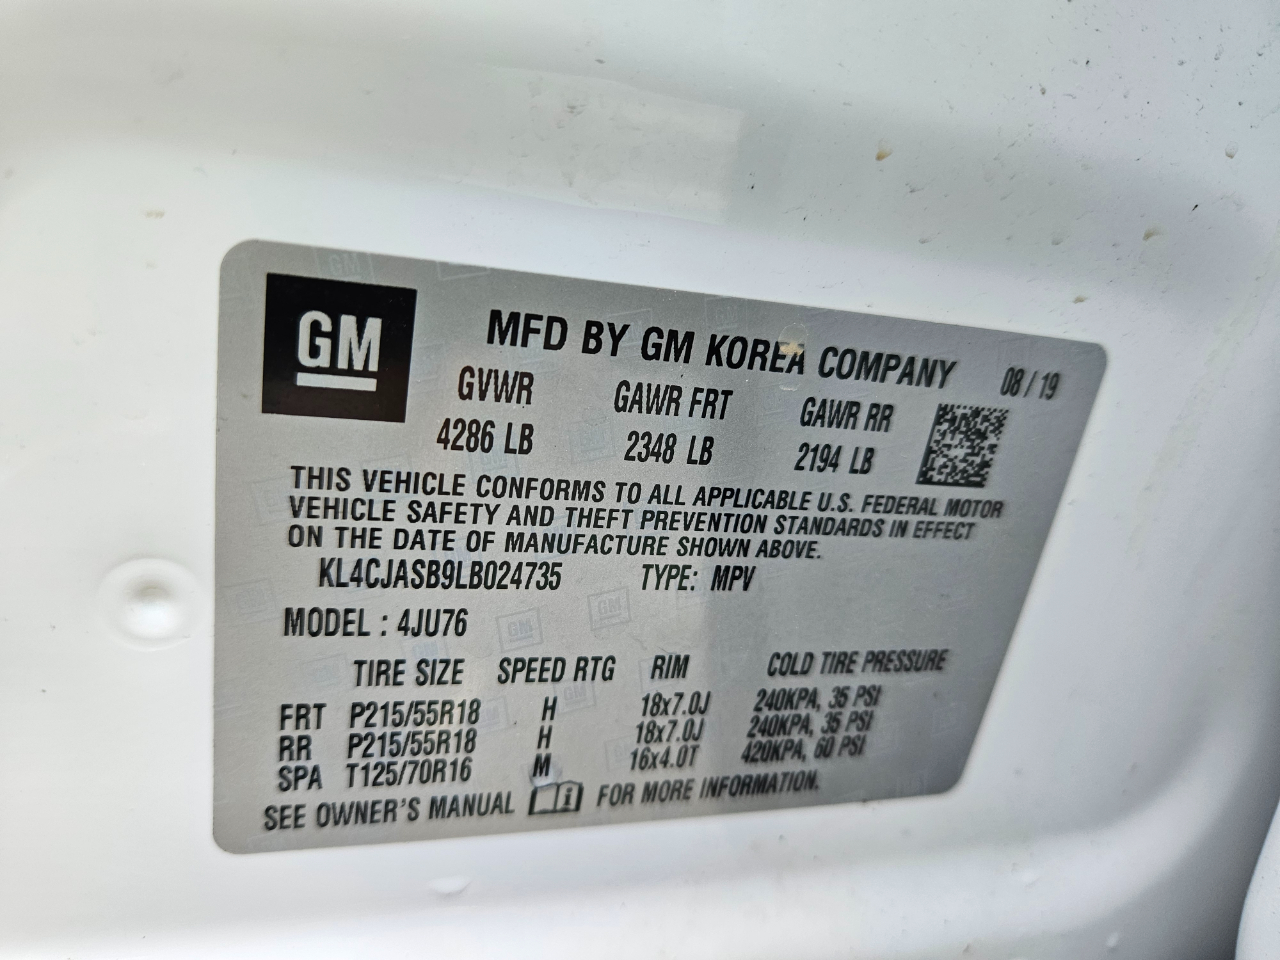 GM
MFD BY GM KOREA COMPANY 08 / 19
GVWR GAWR FRT GAWR RR
4286 LB 2348 LB 2194 LB
THIS VEHICLE CONFORMS TO ALL APPLICABLE U.S. FEDERAL MOTOR
VEHICLE SAFETY AND THEFT PREVENTION STANDARDS IN EFFECT
ON THE DATE OF MANUFACTURE SHOWN ABOVE.
KL4CJASB9LB024735 TYPE: MPV
MODEL : 4JU76
TIRE SIZE SPEED RTG RIM COLD TIRE PRESSURE
FRT P215/55R18 H 18x7.0J 240KPA, 35 PSI
RR P215/55R18 H 18x7.0J 240KPA, 35 PSI
SPA T125/70R16 M 16x4.0T 420KPA, 60 PSI
SEE OWNER'S MANUAL i FOR MORE INFORMATION.